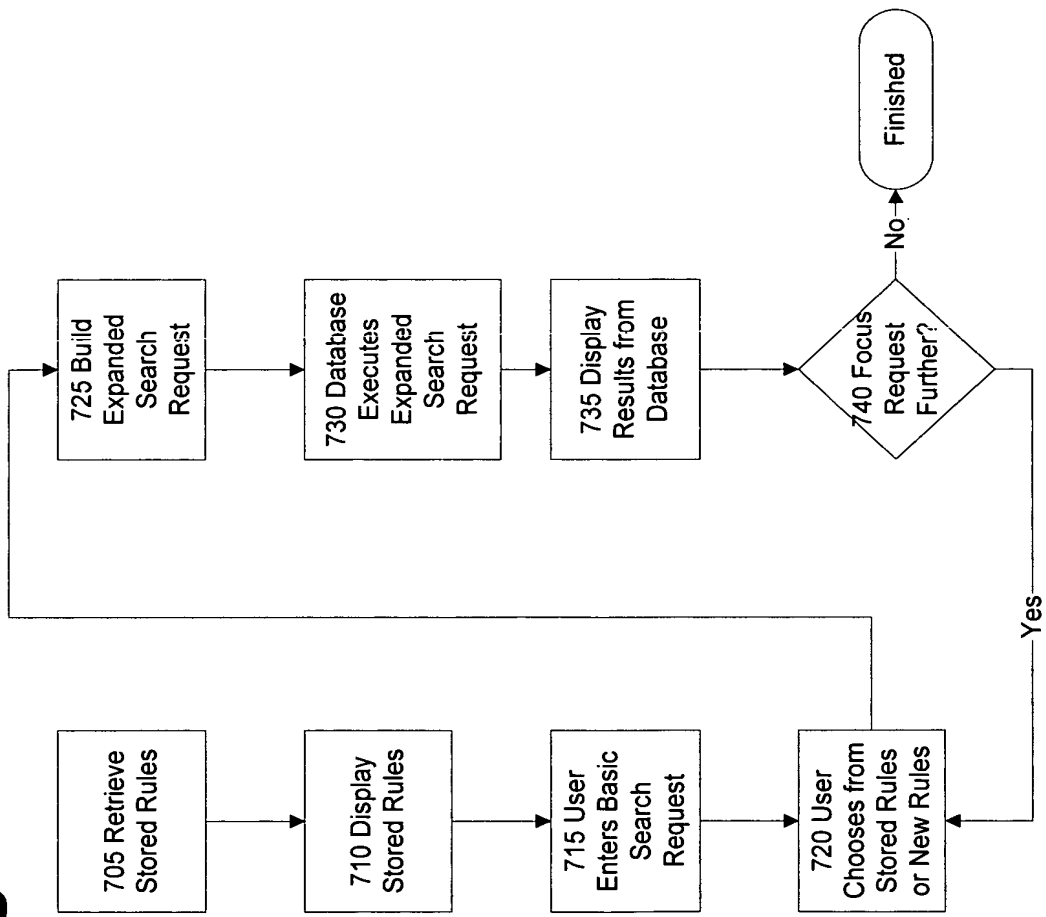 705 Retrieve
Stored Rules
710 Display
Stored Rules
715 User
Enters Basic
Search
Request
720 User
Chooses from
Stored Rules
or New Rules
725 Build
Expanded
Search
Request
730 Database
Executes
Expanded
Search
Request
735 Display
Results from
Database
740 Focus
Request
Further?
No
Finished
Yes